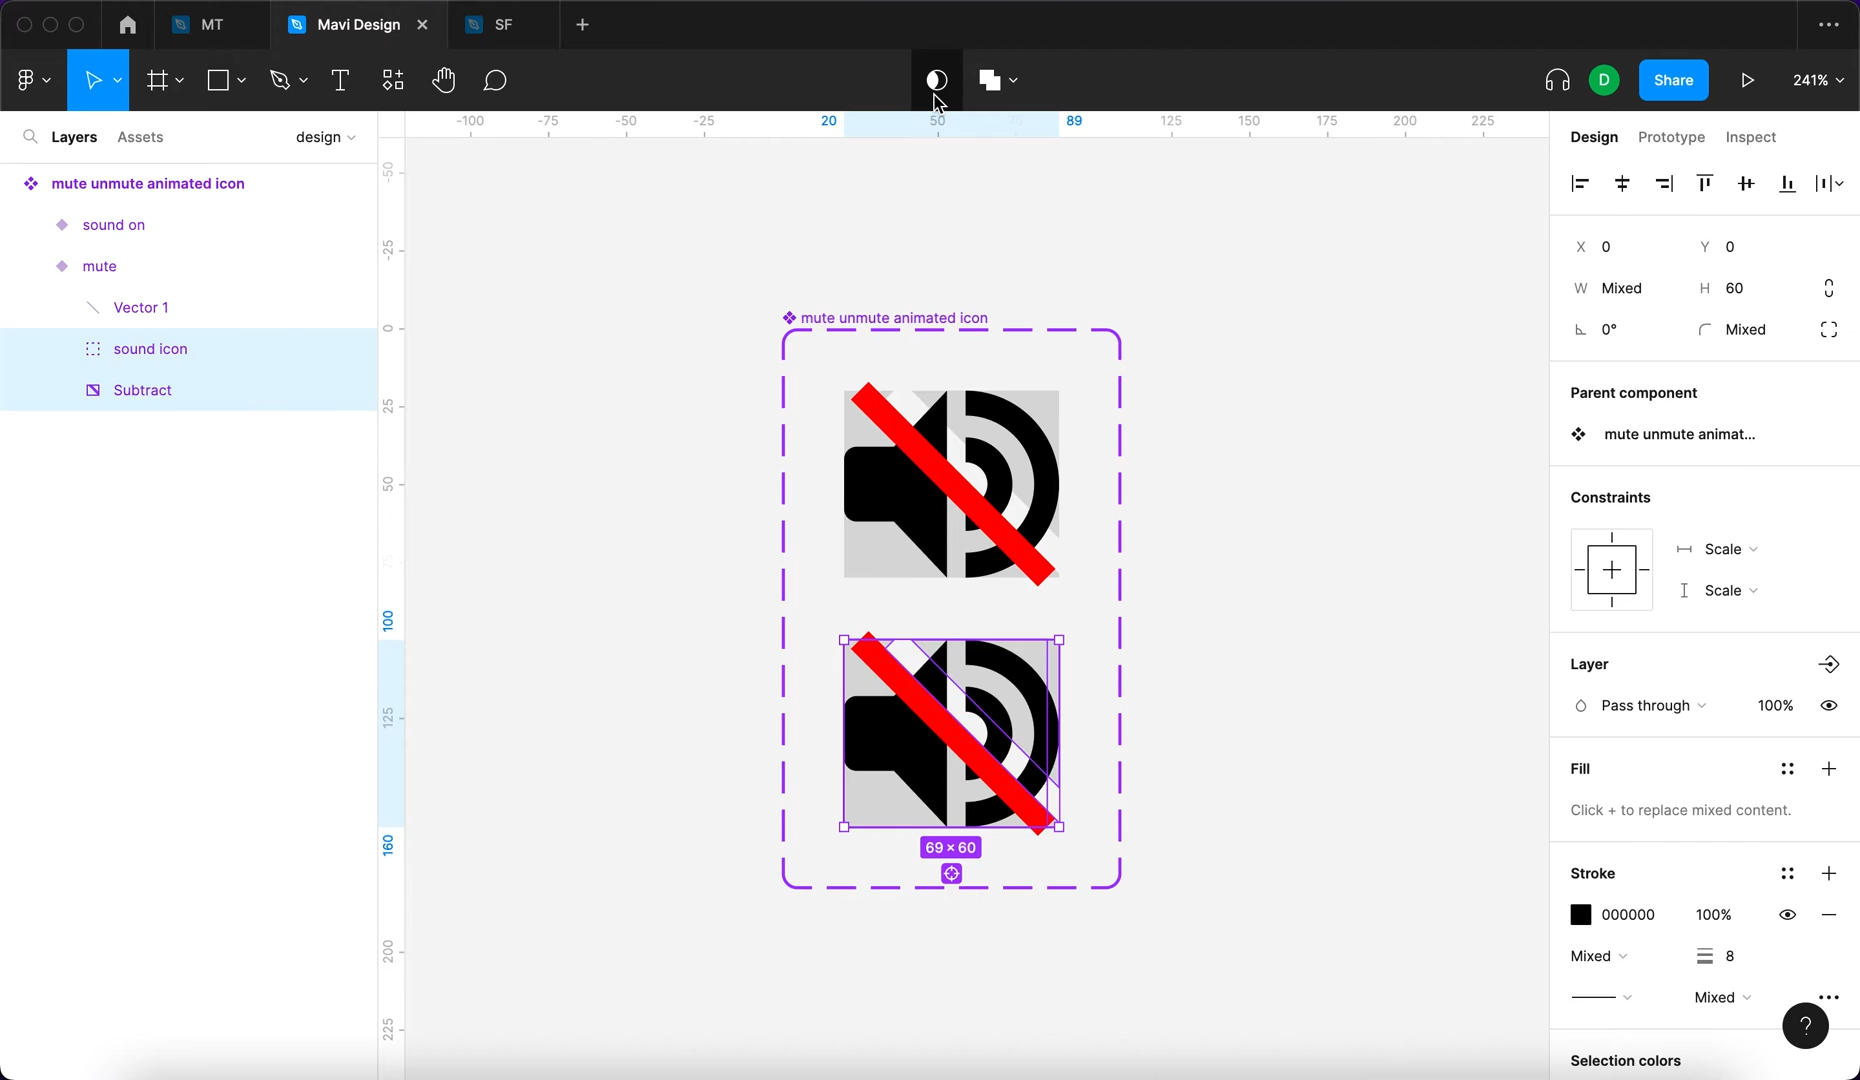 MT
Mavi Design
SF
T
D
Share
241%
Layers
Assets
design
-100
-75
-50
-25
20
50
75
89
125
150
175
200
225
Design
Prototype
Inspect
mute unmute animated icon
sound on
mute
Vector 1
sound icon
Subtract
-50
-25
0
25
50
75
100
125
160
200
225
mute unmute animated icon
69 × 60
X 0
Y 0
W Mixed
H 60
0°
Mixed
Parent component
mute unmute animat...
Constraints
Scale
Scale
Layer
Pass through
100%
Fill
Click + to replace mixed content.
Stroke
000000
100%
Mixed
8
Mixed
?
Selection colors